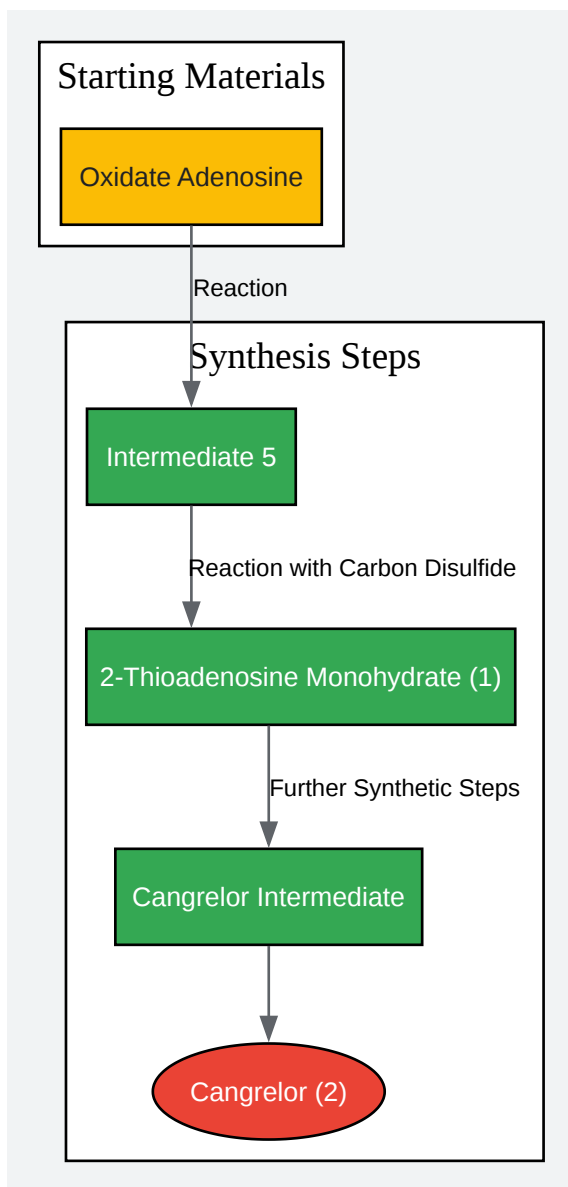 Starting Materials
Oxidate Adenosine
Reaction
Synthesis Steps
Intermediate 5
Reaction with Carbon Disulfide
2-Thioadenosine Monohydrate (1)
Further Synthetic Steps
Cangrelor Intermediate
Cangrelor (2)